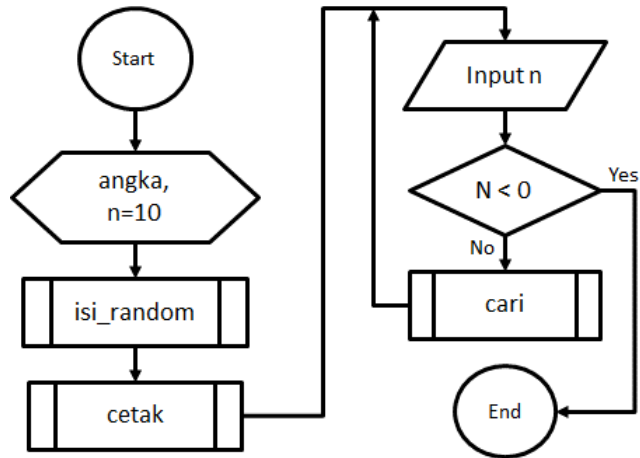 Start
angka,
n=10
isi_random
cetak
Input n
N < 0
Yes
No
cari
End